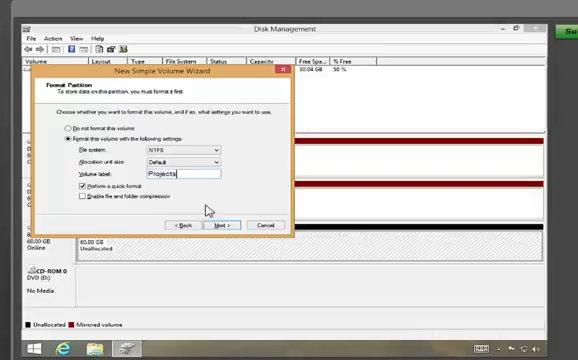 Su
Disk Management
File Action View Help
Volume Layout Type File System Status Capacity Free Spa... % Free
30.04 GB 50 %
New Simple Volume Wizard
Format Partition
To store data on this partition, you must format it first.
Choose whether you want to format this volume, and if so, what settings you want to use.
Do not format this volume
Format this volume with the following settings:
File system: NTFS
Allocation unit size: Default
Volume label: Projects
Perform a quick format
Enable file and folder compression
< Back Next > Cancel
60.00 GB
Online
60.00 GB
Unallocated
CD-ROM 0
DVD (D:)
No Media
Unallocated Mirrored volume